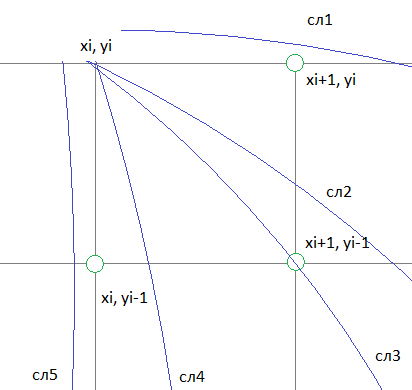 сл1
xi, yi
xi+1, yi
сл2
xi+1, yi-1
xi, yi-1
сл3
сл5
сл4